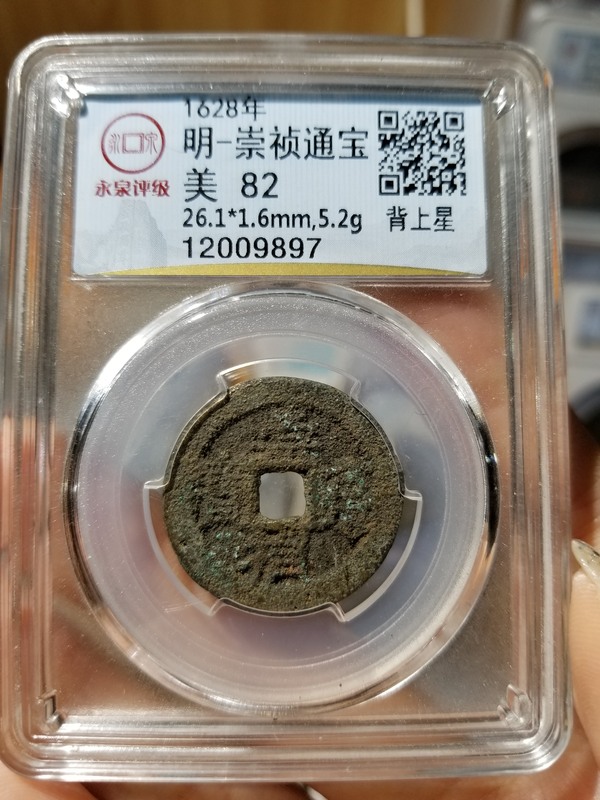 1628年
明-崇祯通宝
永泉评级
美 82
26.1*1.6mm,5.2g 背上星
12009897